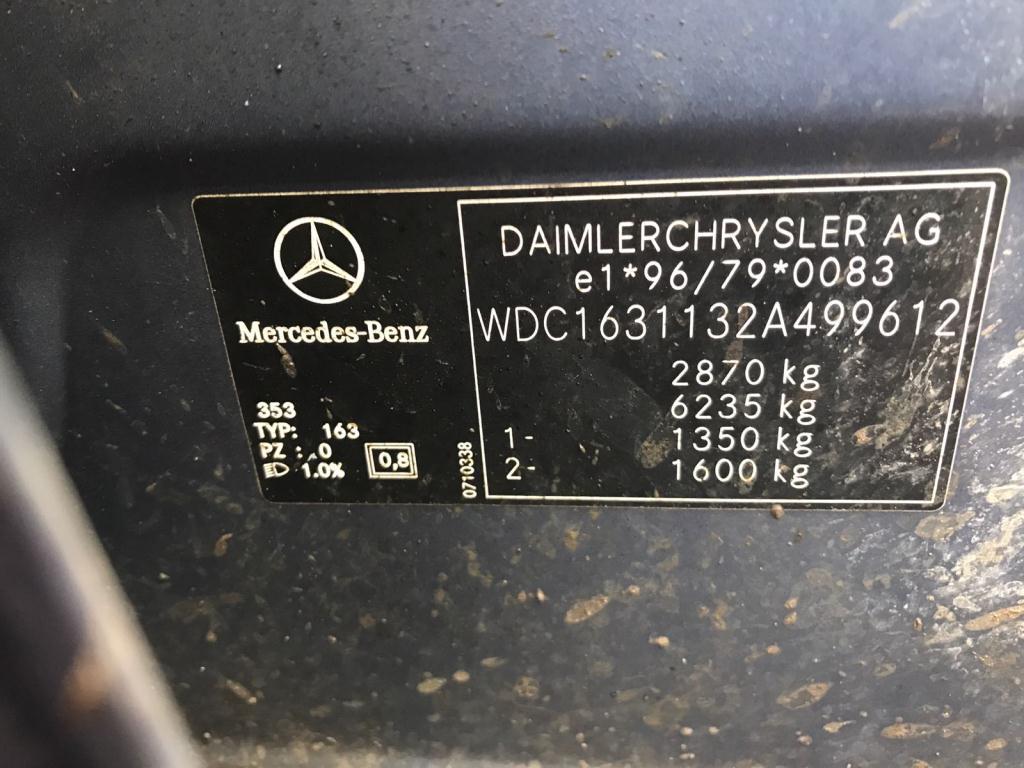 Mercedes-Benz
353
TYP: 163
PZ : 0
1.0%
0,8
0710338
DAIMLERCHRYSLER AG
e1*96/79*0083
WDC1631132A499612
2870 kg
6235 kg
1- 1350 kg
2- 1600 kg